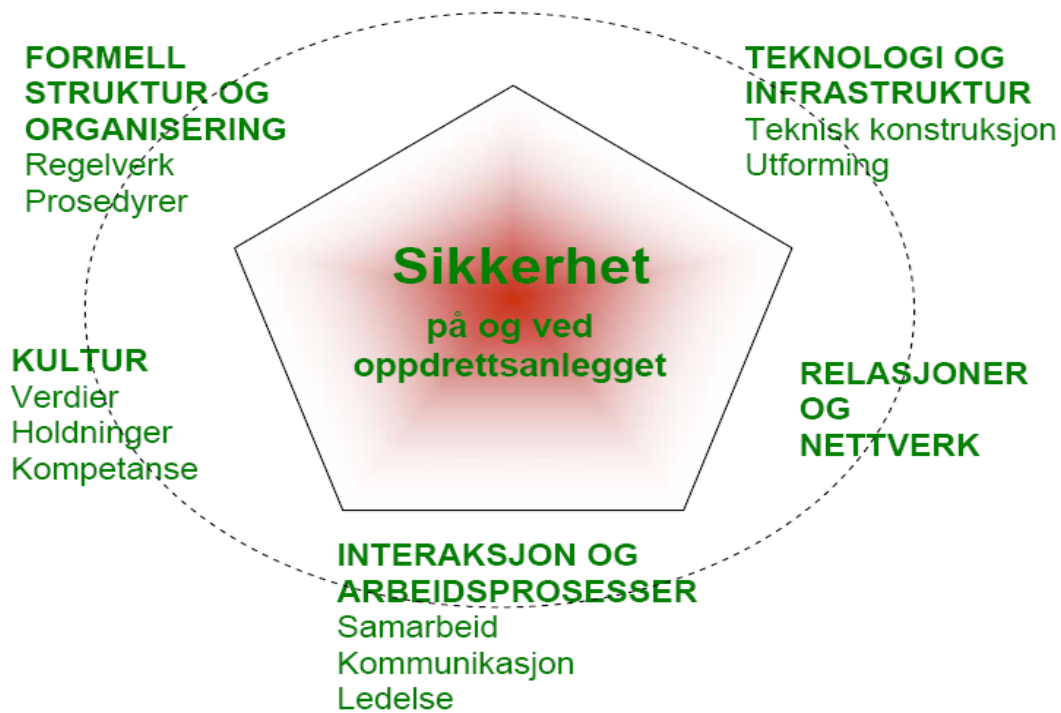 FORMELL
STRUKTUR OG
ORGANISERING
Regelverk
Prosedyrer
TEKNOLOGI OG
INFRASTRUKTUR
Teknisk konstruksjon
Utforming
Sikkerhet
på og ved
oppdrettsanlegget
KULTUR
Verdier
Holdninger
Kompetanse
RELASJONER
OG
NETTVERK
INTERAKSJON OG
ARBEIDSPROSESSER
Samarbeid
Kommunikasjon
Ledelse